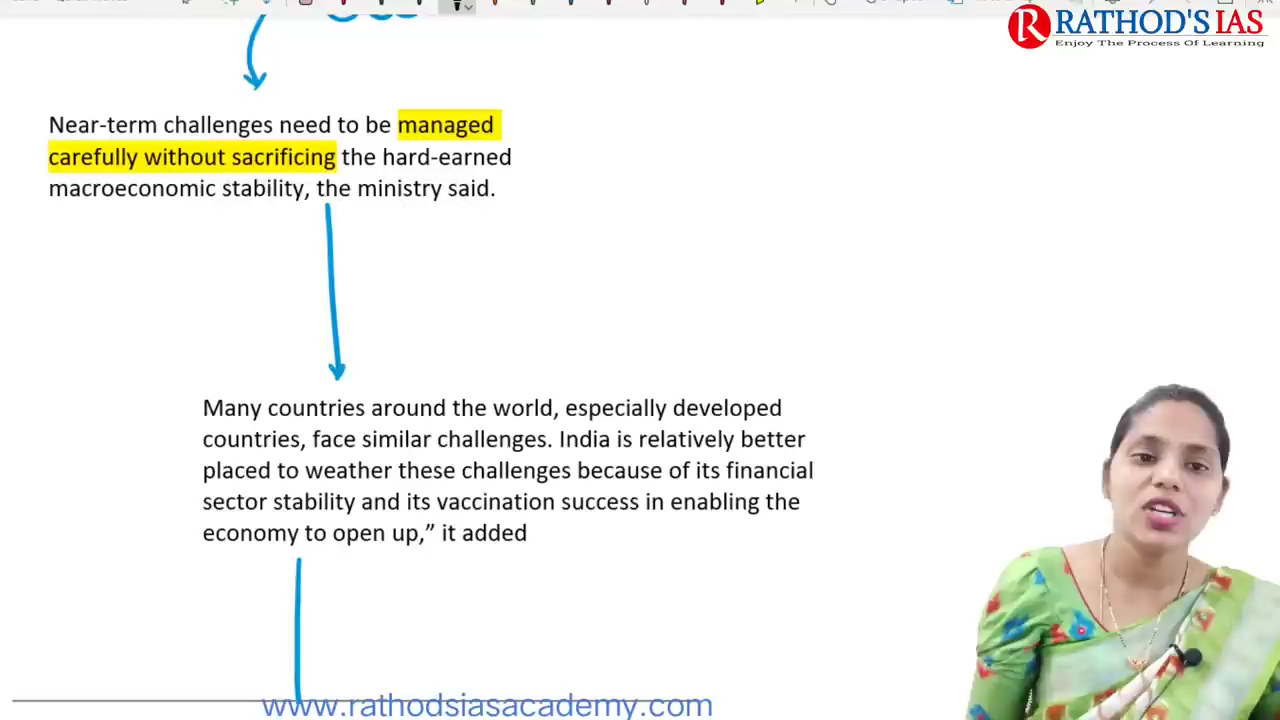 RATHOD'S IAS
Enjoy The Process Of Learning
Near-term challenges need to be managed
carefully without sacrificing the hard-earned
macroeconomic stability, the ministry said.
Many countries around the world, especially developed
countries, face similar challenges. India is relatively better
placed to weather these challenges because of its financial
sector stability and its vaccination success in enabling the
economy to open up,” it added
www.rathodsiasacademy.com